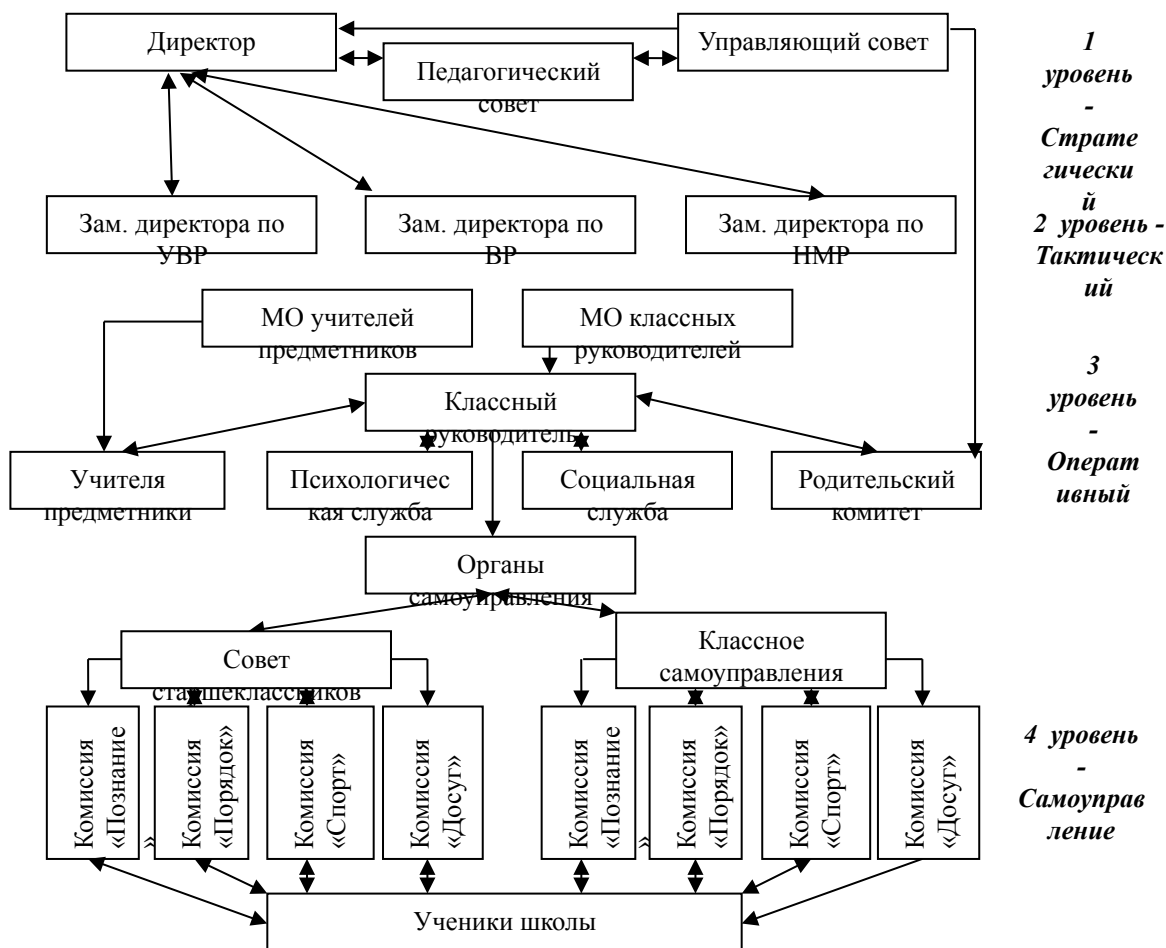 Директор
Управляющий совет
Педагогический
совет
1
уровень
-
Страте
гически
й
Зам. директора по
УВР
Зам. директора по
ВР
Зам. директора по
НМР
2 уровень -
Тактическ
ий
МО учителей
предметников
МО классных
руководителей
3
уровень
-
Операт
ивный
Классный
руководитель
Учителя
предметники
Психологичес
кая служба
Социальная
служба
Родительский
комитет
Органы
самоуправления
Совет
старшеклассников
Классное
самоуправления
Комиссия
«Познание
»
Комиссия
«Порядок»
Комиссия
«Спорт»
Комиссия
«Досуг»
Комиссия
«Познание
»
Комиссия
«Порядок»
Комиссия
«Спорт»
Комиссия
«Досуг»
4 уровень
-
Самоуправ
ление
Ученики школы